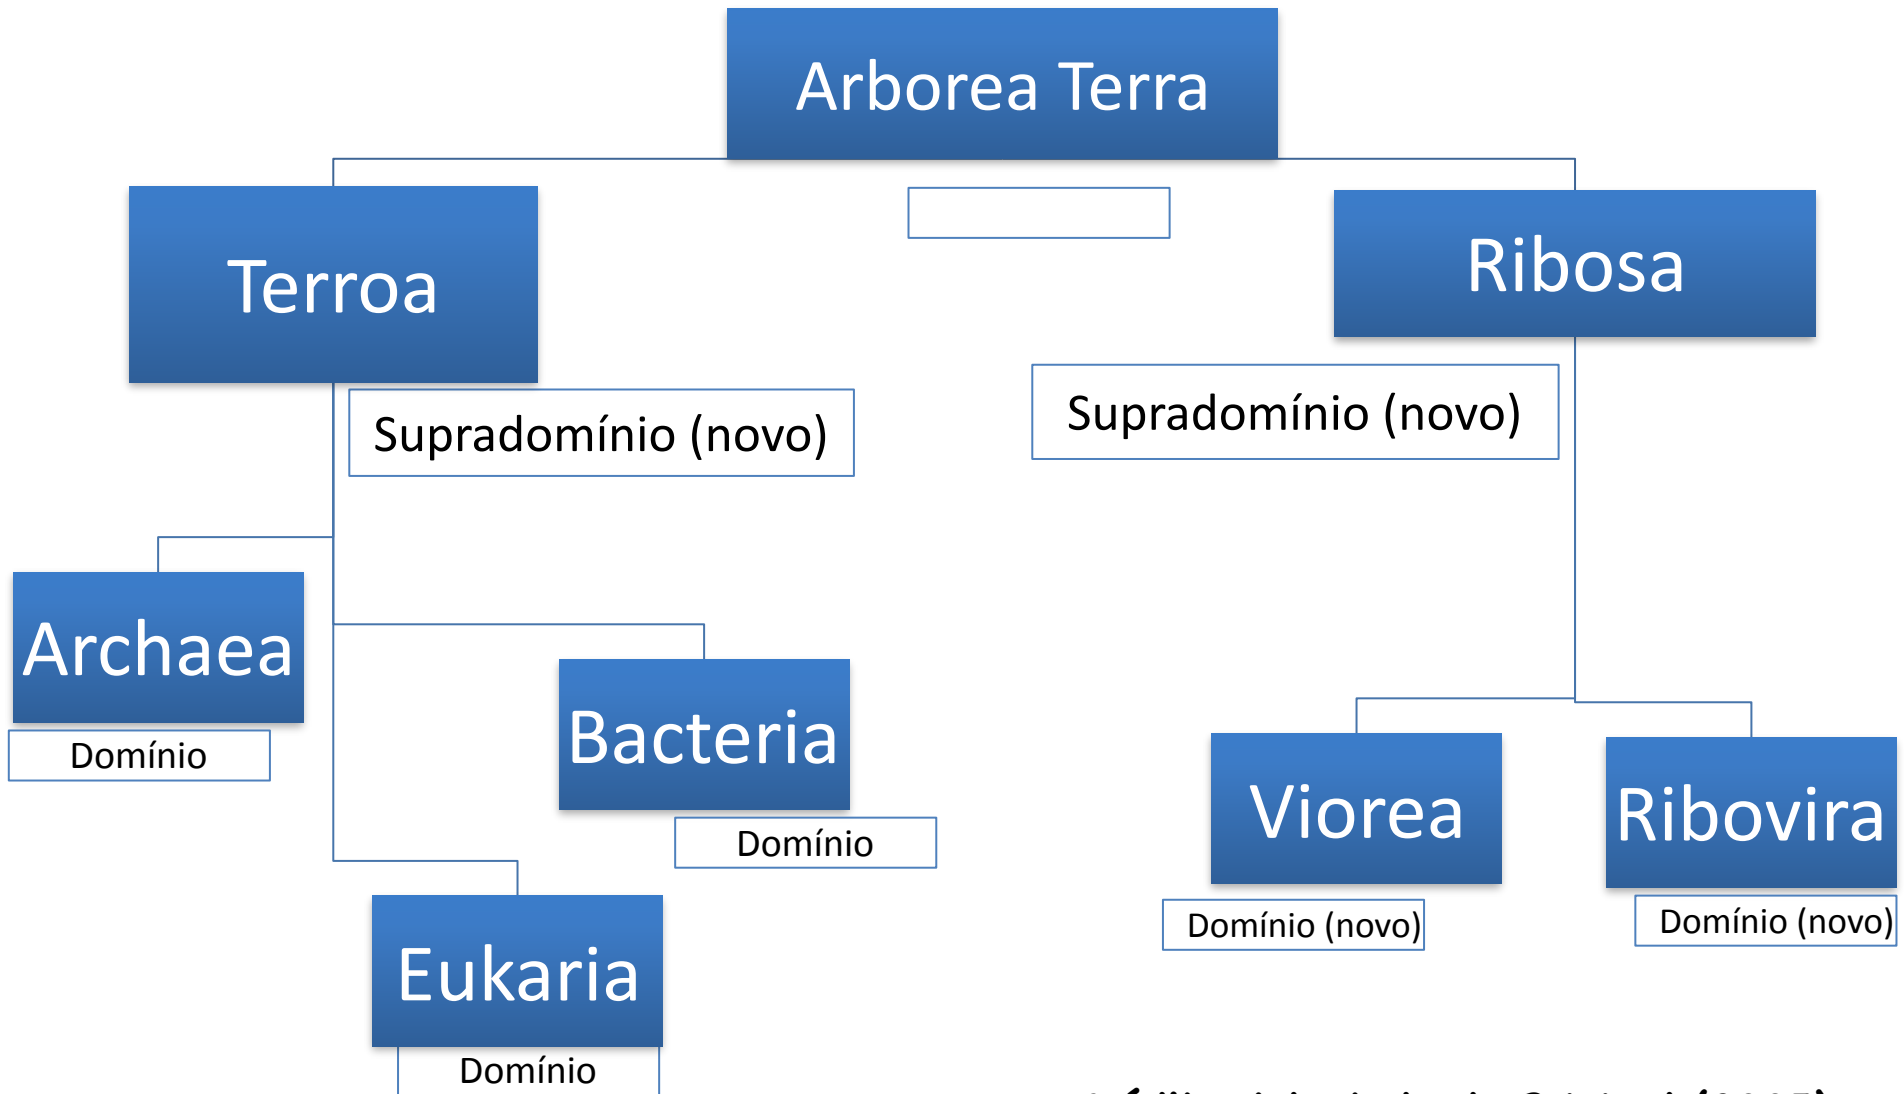 Arborea Terra
Terroa
Ribosa
Supradomínio (novo)
Supradomínio (novo)
Archaea
Domínio
Bacteria
Domínio
Viorea
Domínio (novo)
Ribovira
Domínio (novo)
Eukaria
Domínio